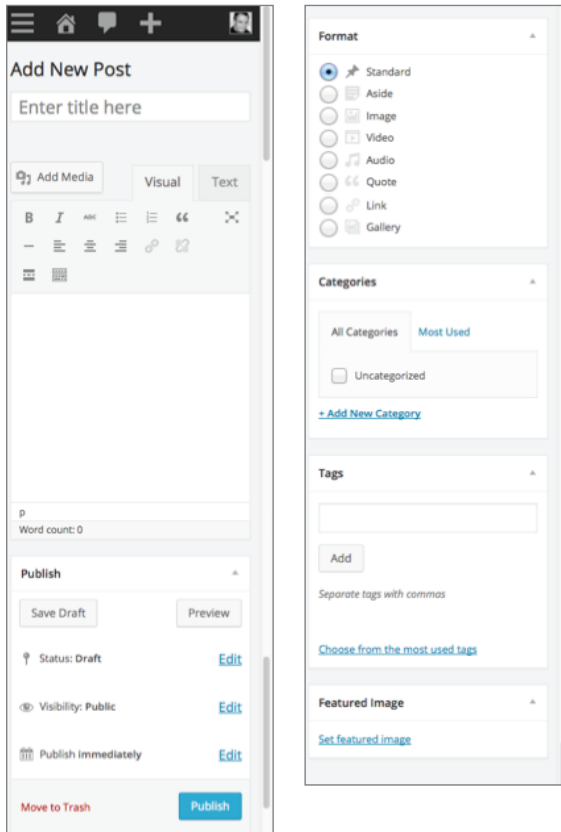 Add New Post
Enter title here
Add Media
Visual Text
B I ABC
p
Word count: 0
Publish
Save Draft Preview
Status: Draft Edit
Visibility: Public Edit
Publish immediately Edit
Move to Trash Publish
Format
Standard
Aside
Image
Video
Audio
Quote
Link
Gallery
Categories
All Categories Most Used
Uncategorized
+ Add New Category
Tags
Add
Separate tags with commas
Choose from the most used tags
Featured Image
Set featured image